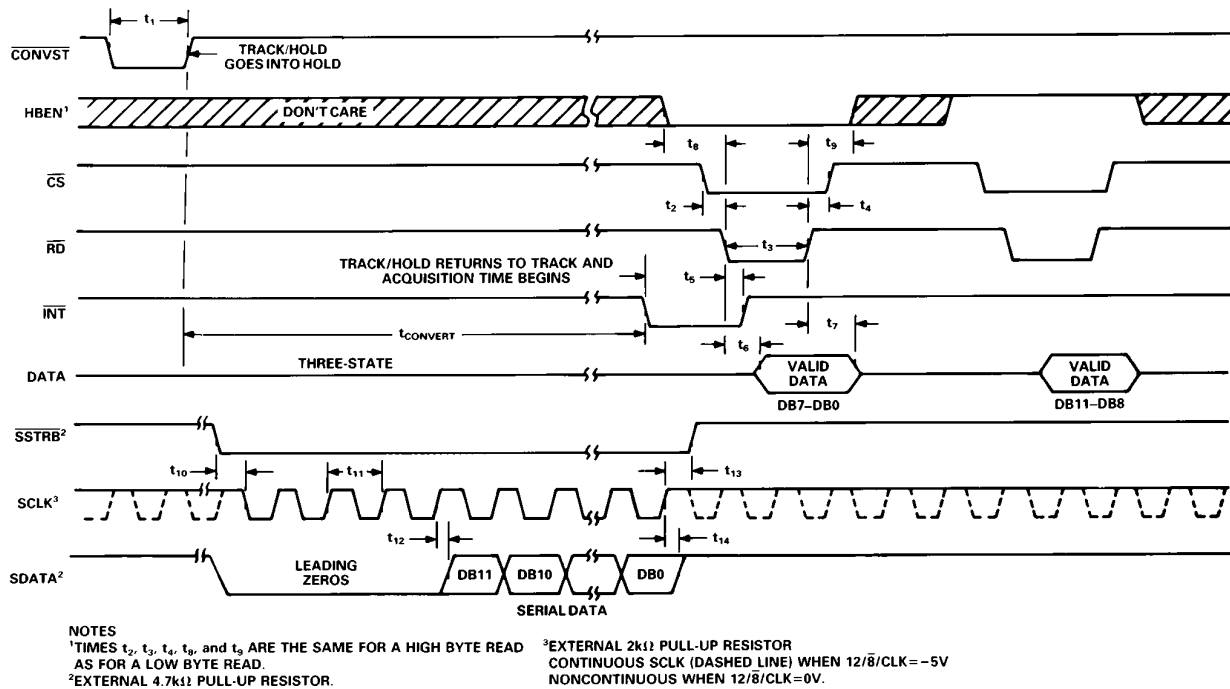 t1
CONVST
TRACK/HOLD
GOES INTO HOLD
HBEN¹
DON'T CARE
t8
t9
CS
t2
t4
RD
t3
TRACK/HOLD RETURNS TO TRACK AND
ACQUISITION TIME BEGINS
t5
INT
tCONVERT
t7
t6
THREE-STATE
DATA
VALID
DATA
VALID
DATA
DB7–DB0
DB11–DB8
SSTRB²
t10
t11
t13
SCLK³
t12
t14
SDATA²
LEADING
ZEROS
DB11
DB10
DB0
SERIAL DATA
NOTES
¹TIMES t2, t3, t4, t8, and t9 ARE THE SAME FOR A HIGH BYTE READ
AS FOR A LOW BYTE READ.
²EXTERNAL 4.7kΩ PULL-UP RESISTOR.
³EXTERNAL 2kΩ PULL-UP RESISTOR
CONTINUOUS SCLK (DASHED LINE) WHEN 12/8̅/CLK=–5V
NONCONTINUOUS WHEN 12/8̅/CLK=0V.